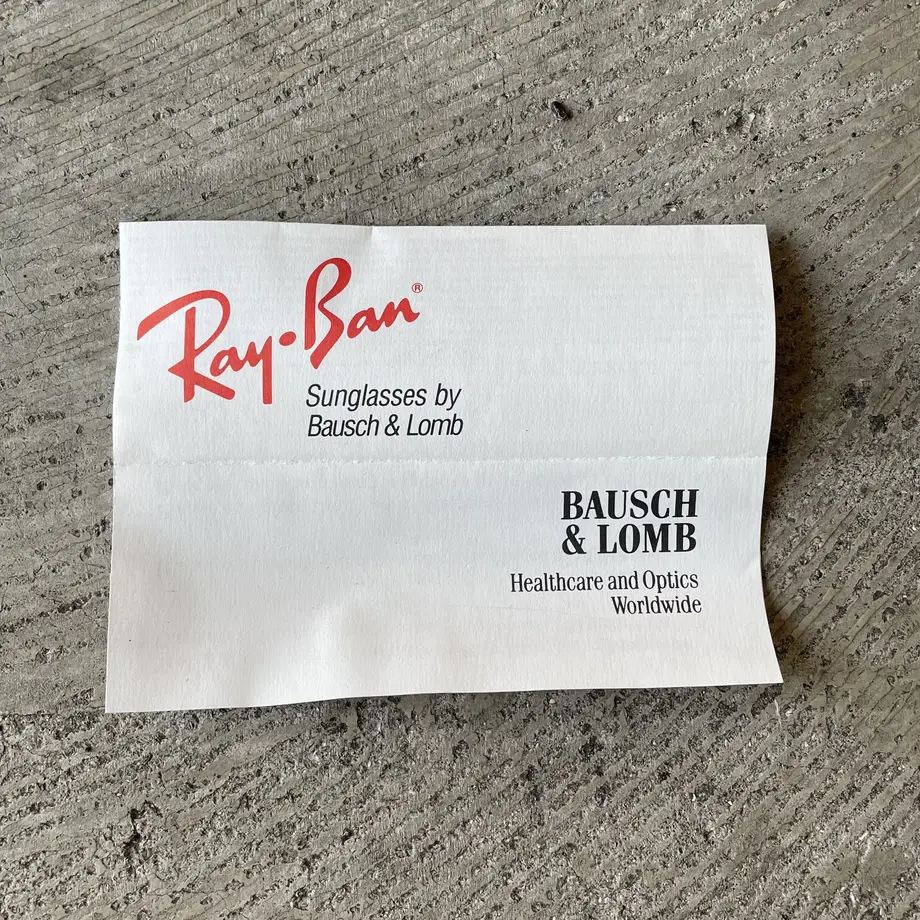 Ray-Ban®
Sunglasses by
Bausch & Lomb
BAUSCH
& LOMB
Healthcare and Optics
Worldwide